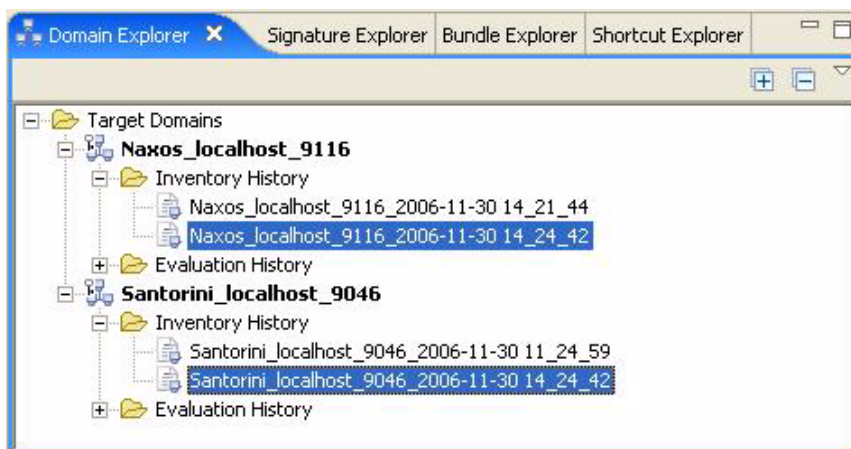 Domain Explorer Signature Explorer Bundle Explorer Shortcut Explorer
Target Domains
Naxos_localhost_9116
Inventory History
Naxos_localhost_9116_2006-11-30 14_21_44
Naxos_localhost_9116_2006-11-30 14_24_42
Evaluation History
Santorini_localhost_9046
Inventory History
Santorini_localhost_9046_2006-11-30 11_24_59
Santorini_localhost_9046_2006-11-30 14_24_42
Evaluation History